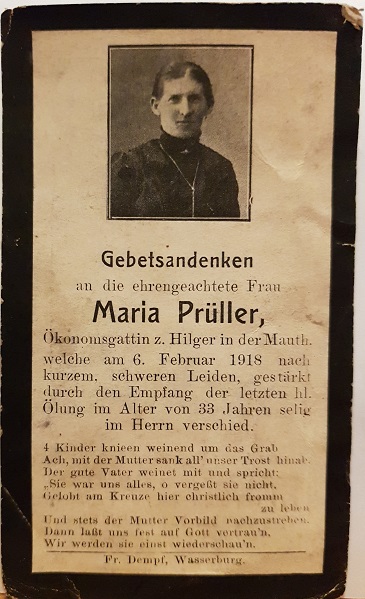 Gebetsandenken
an die ehrengeachtete Frau
Maria Prüller,
Ökonomsgattin z. Hilger in der Mauth.
welche am 6. Februar 1918 nach
kurzem, schweren Leiden, gestärkt
durch den Empfang der letzten hl.
Ölung im Alter von 33 Jahren selig
im Herrn verschied.
4 Kinder knieen weinend um das Grab
Ach, mit der Mutter sank all' unser Trost hinab.
Der gute Vater weinet mit und spricht:
„Sie war uns alles, o vergeßt sie nicht,
Gelobt am Kreuze hier christlich fromm
zu leben
Und stets der Mutter Vorbild nachzustreben.
Dann laßt uns fest auf Gott vertrau'n,
Wir werden sie einst wiederschau'n.
Fr. Dempf, Wasserburg.